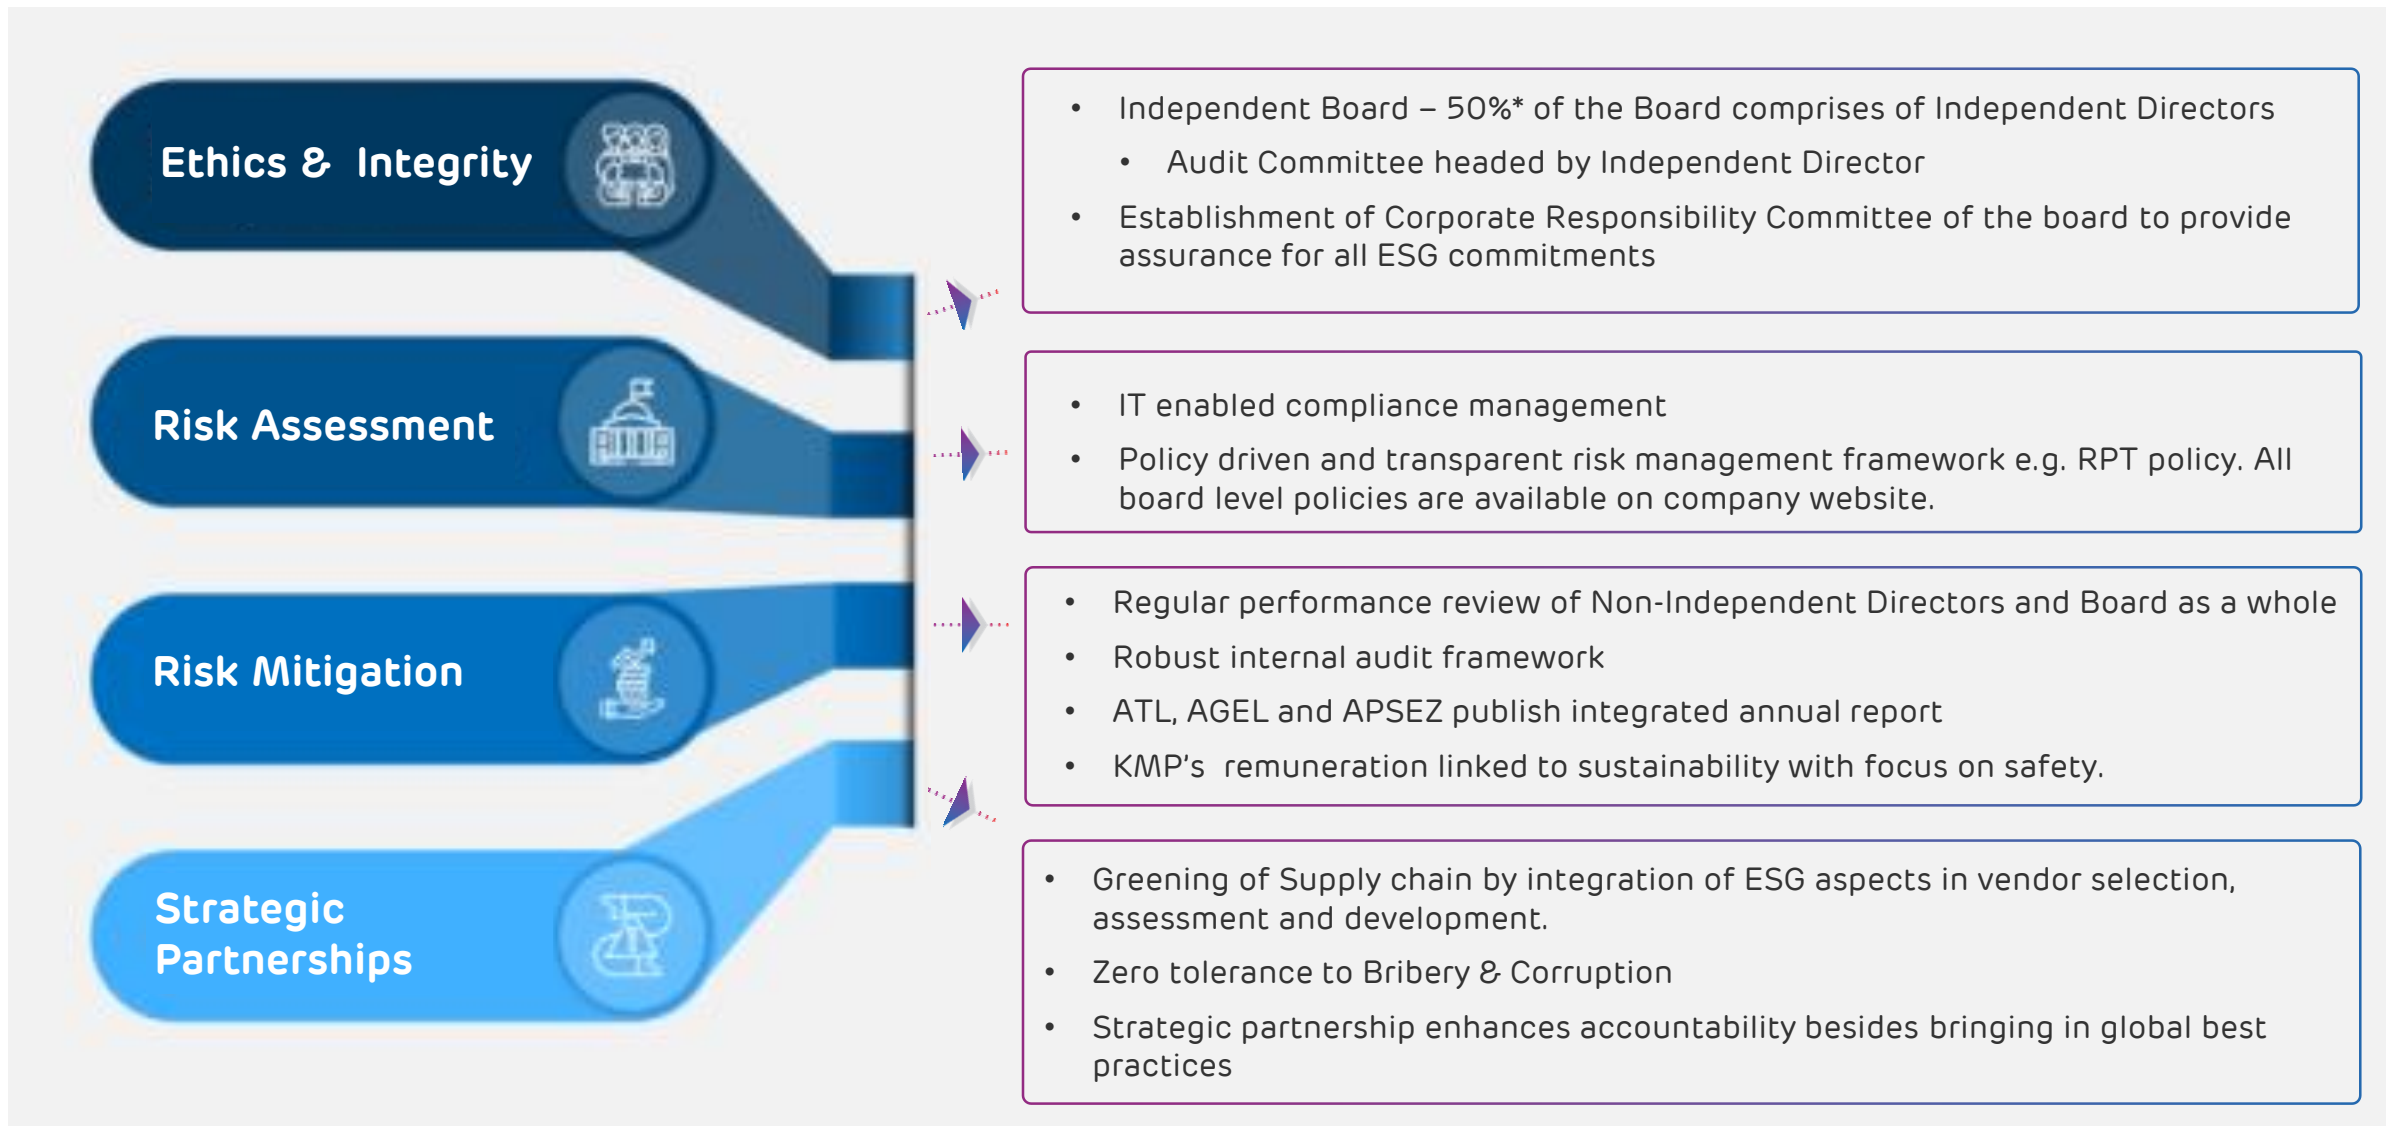 Ethics & Integrity
• Independent Board – 50%* of the Board comprises of Independent Directors
• Audit Committee headed by Independent Director
• Establishment of Corporate Responsibility Committee of the board to provide
assurance for all ESG commitments
Risk Assessment
• IT enabled compliance management
• Policy driven and transparent risk management framework e.g. RPT policy. All
board level policies are available on company website.
Risk Mitigation
• Regular performance review of Non-Independent Directors and Board as a whole
• Robust internal audit framework
• ATL, AGEL and APSEZ publish integrated annual report
• KMP's remuneration linked to sustainability with focus on safety.
Strategic
Partnerships
• Greening of Supply chain by integration of ESG aspects in vendor selection,
assessment and development.
• Zero tolerance to Bribery & Corruption
• Strategic partnership enhances accountability besides bringing in global best
practices